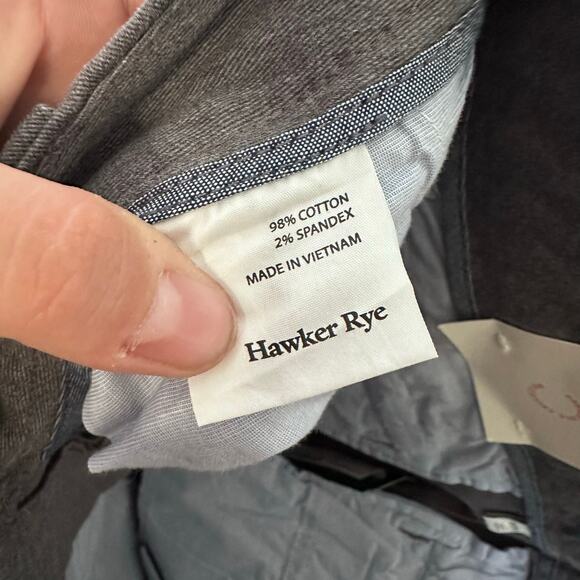 98% COTTON
2% SPANDEX
MADE IN VIETNAM
Hawker Rye